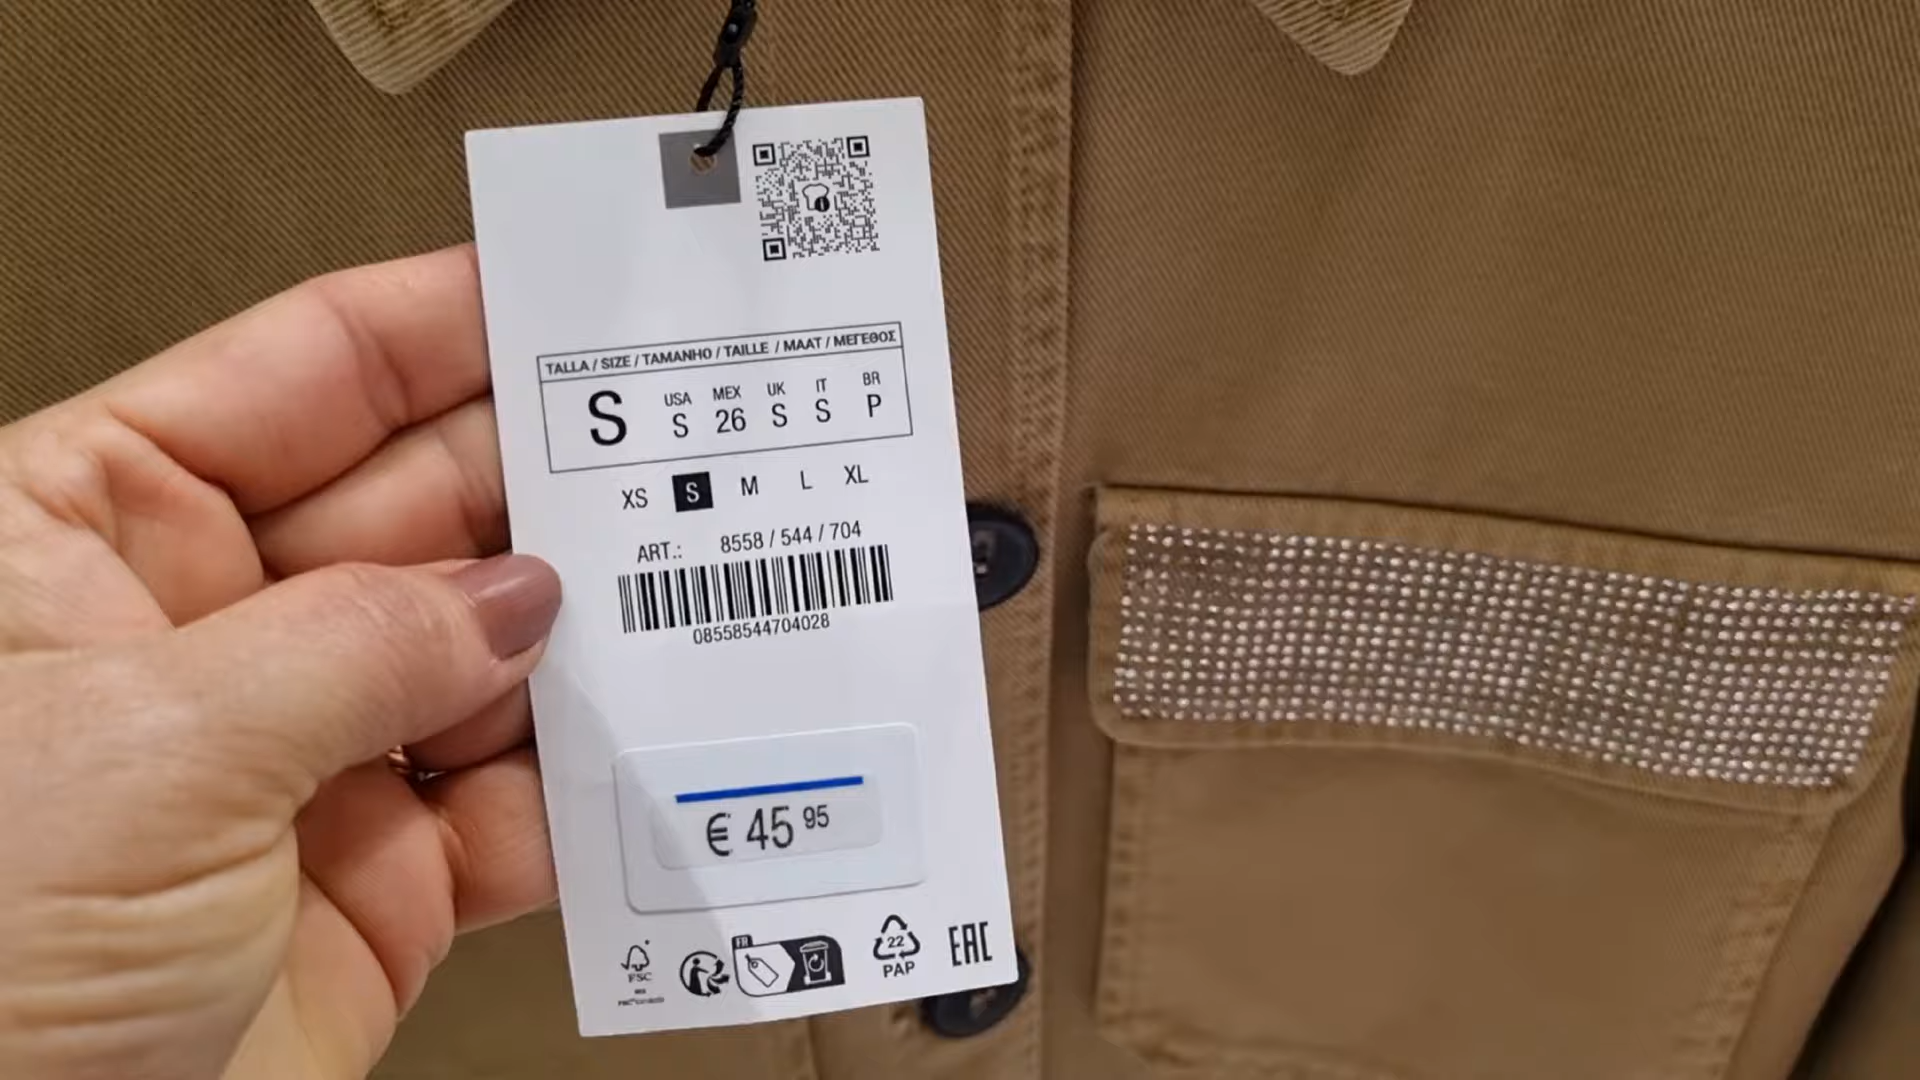 TALLA / SIZE / TAMANHO / TAILLE / MAAT / ΜΕΓΕΘΟΣ
S
USA MEX UK IT BR
S 26 S S P
XS S M L XL
ART.: 8558 / 544 / 704
08558544704028
€ 45 95
FR
FSC
22
PAP
EAC